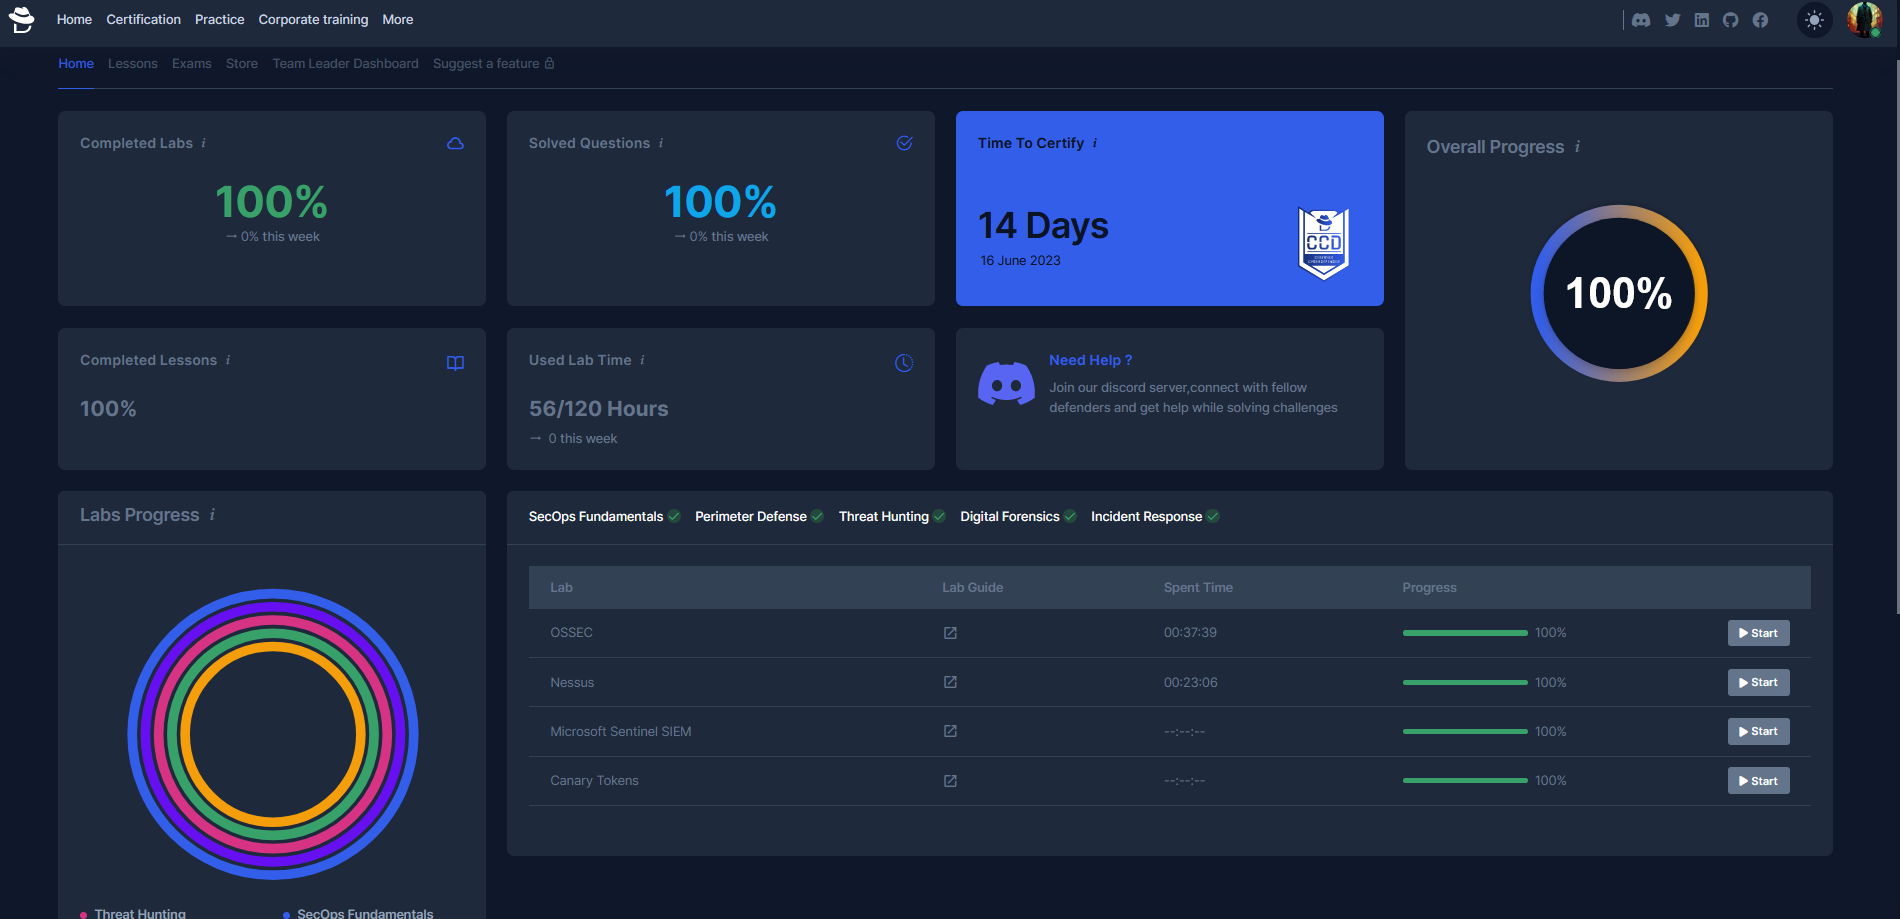 Home Certification Practice Corporate training More
Home Lessons Exams Store Team Leader Dashboard Suggest a feature
Completed Labs i
100%
→ 0% this week
Solved Questions i
100%
→ 0% this week
Time To Certify i
14 Days
16 June 2023
CCD
Overall Progress i
100%
Completed Lessons i
100%
Used Lab Time i
56/120 Hours
→ 0 this week
Need Help ?
Join our discord server,connect with fellow
defenders and get help while solving challenges
Labs Progress i
Threat Hunting SecOps Fundamentals
SecOps Fundamentals Perimeter Defense Threat Hunting Digital Forensics Incident Response
Lab Lab Guide Spent Time Progress
OSSEC 00:37:39 100% Start
Nessus 00:23:06 100% Start
Microsoft Sentinel SIEM --:--:-- 100% Start
Canary Tokens --:--:-- 100% Start